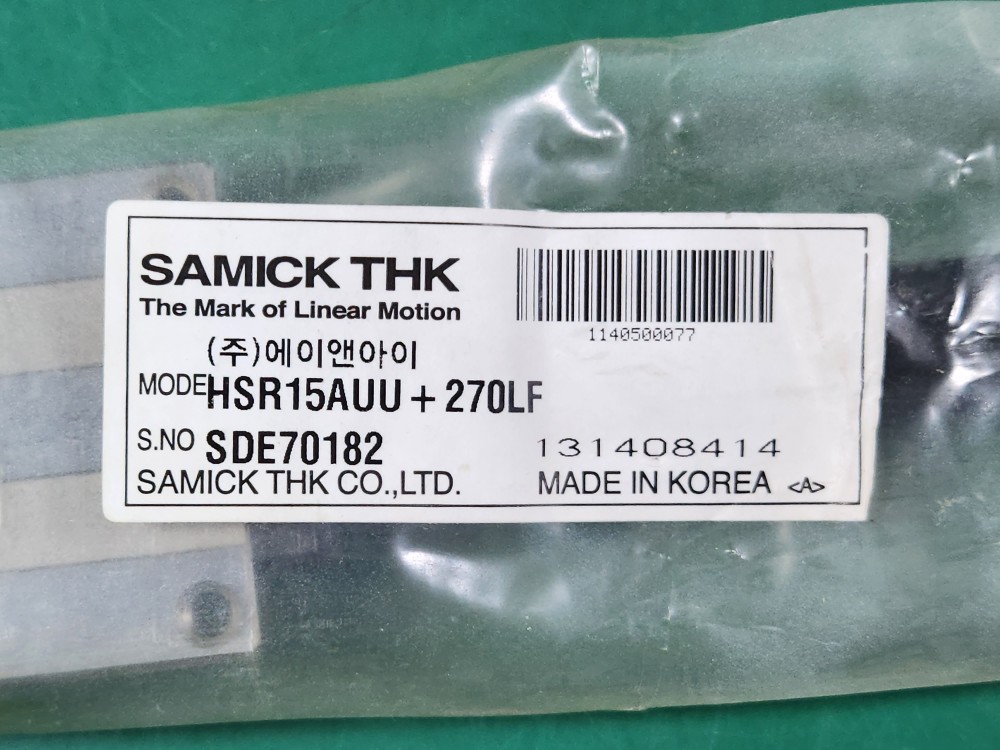 SAMICK THK
The Mark of Linear Motion
1140500077
(주)에이앤아이
MODEHSR15AUU + 270LF
S.NO SDE70182 131408414
SAMICK THK CO.,LTD. MADE IN KOREA <A>